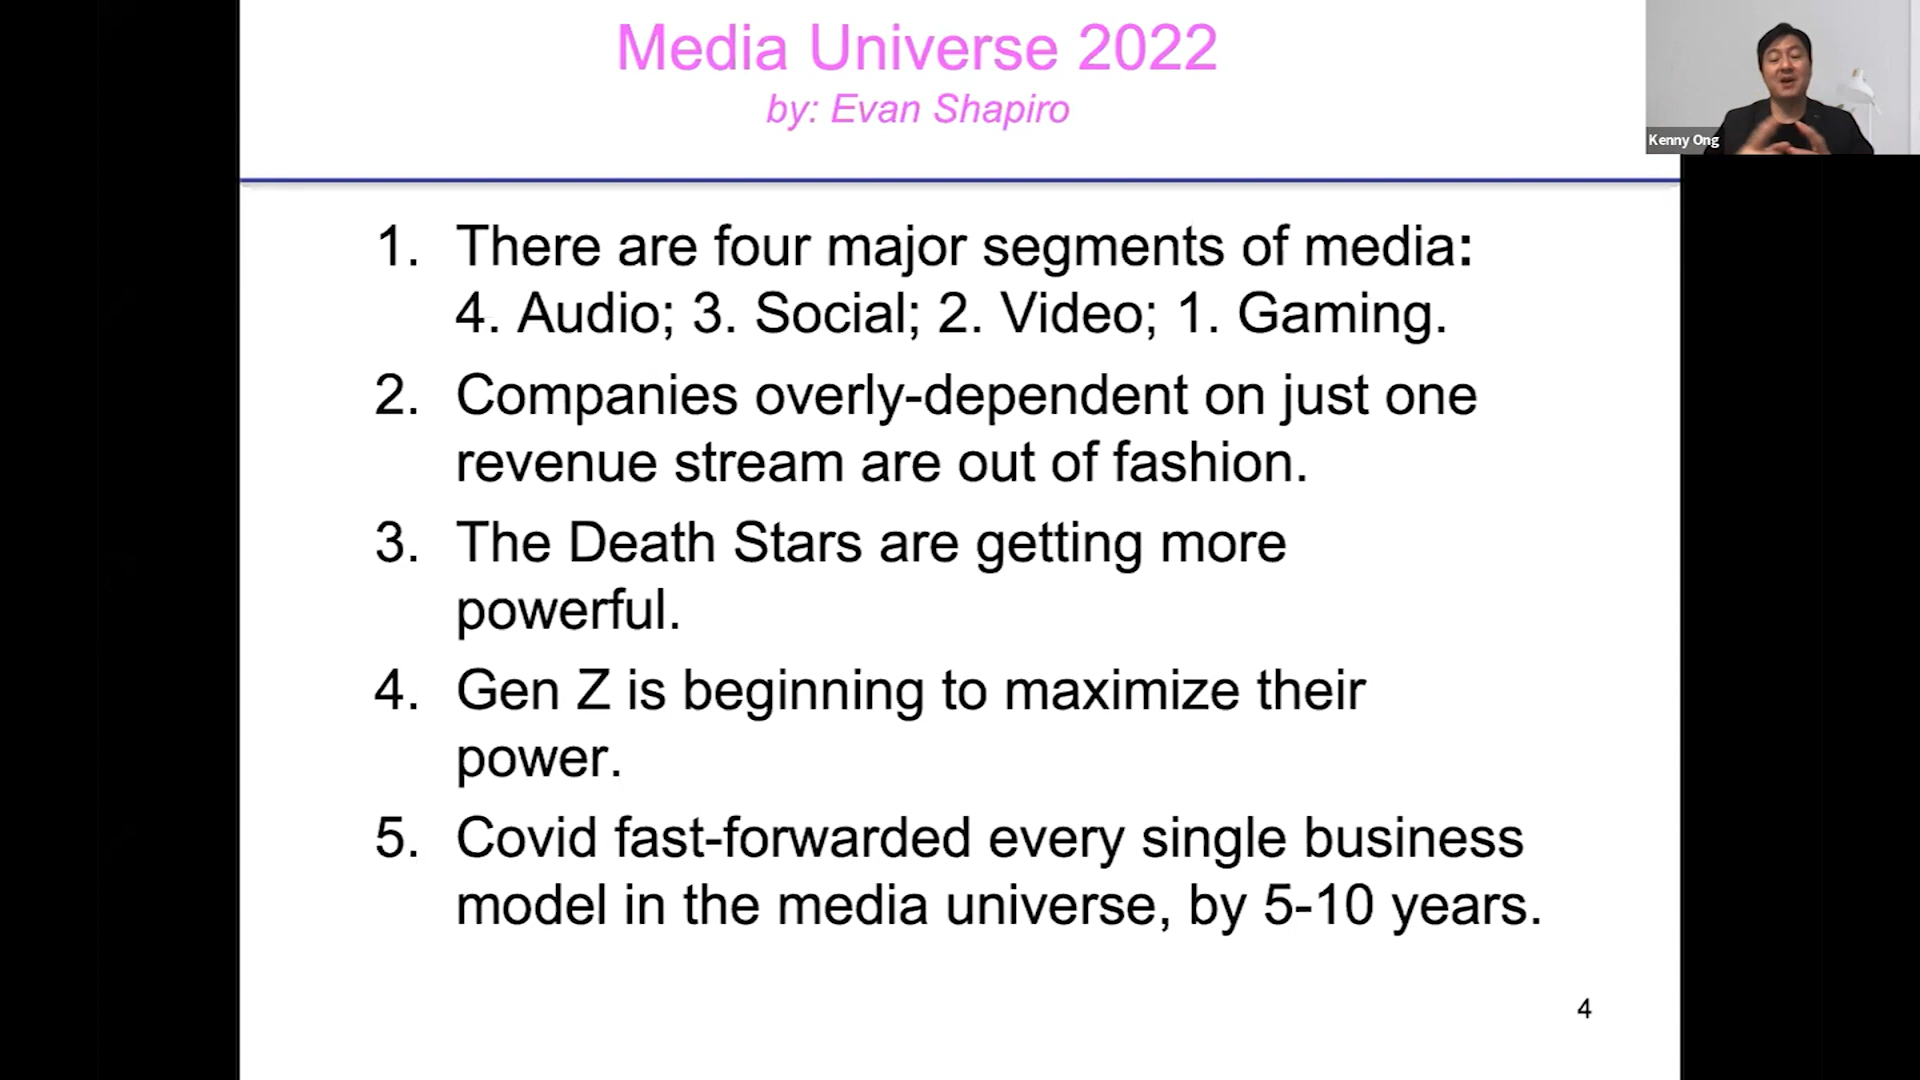 Media Universe 2022
by: Evan Shapiro
Kenny Ong
1. There are four major segments of media:
4. Audio; 3. Social; 2. Video; 1. Gaming.
2. Companies overly-dependent on just one
revenue stream are out of fashion.
3. The Death Stars are getting more
powerful.
4. Gen Z is beginning to maximize their
power.
5. Covid fast-forwarded every single business
model in the media universe, by 5-10 years.
4